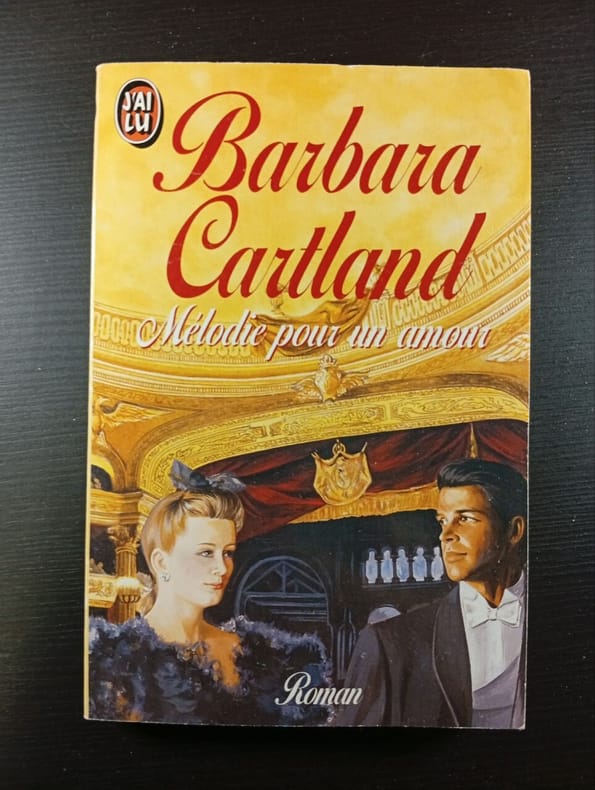 J'AI
LU
Barbara
Cartland
Mélodie pour un amour
Roman